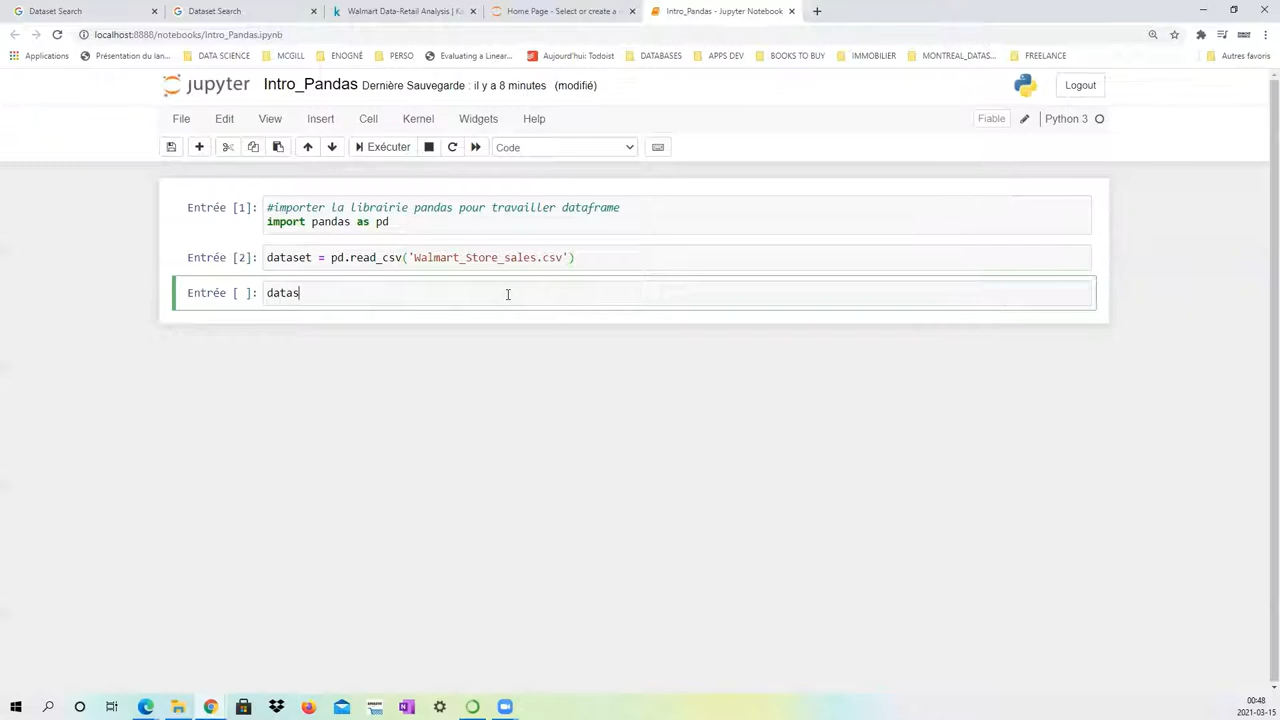 Dataset Search
Dataset Search
Walmart Data-Retail Analysis | Ka
Home Page - Select or create a n
Intro_Pandas - Jupyter Notebook
localhost:8888/notebooks/Intro_Pandas.ipynb
Applications
Présentation du lan...
DATA SCIENCE
MCGILL
ENOGNÉ
PERSO
Evaluating a Linear...
Aujourd'hui: Todoist
DATABASES
APPS DEV
BOOKS TO BUY
IMMOBILIER
MONTREAL_DATAS...
FREELANCE
Autres favoris
jupyter Intro_Pandas Dernière Sauvegarde : il y a 8 minutes (modifié)
Logout
File Edit View Insert Cell Kernel Widgets Help
Fiable
Python 3
Exécuter
Code
Entrée [1]: #importer la librairie pandas pour travailler dataframe
import pandas as pd
Entrée [2]: dataset = pd.read_csv('Walmart_Store_sales.csv')
Entrée [ ]: datas
00:48
2021-03-15